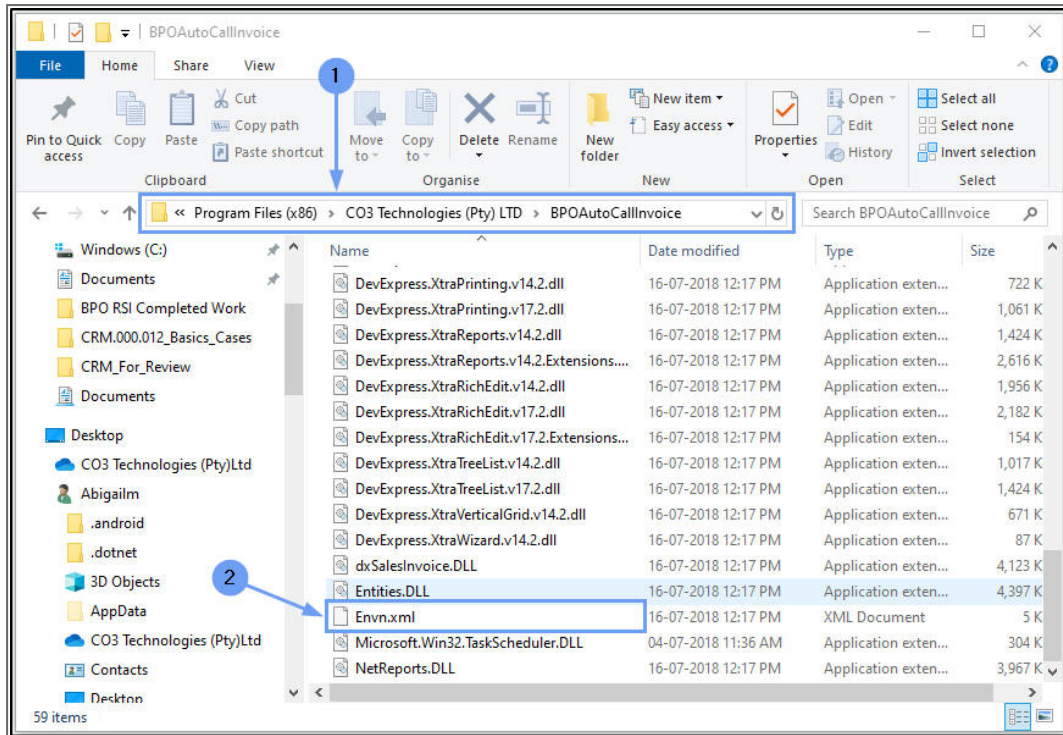 BPOAutoCallInvoice
File Home Share View
1
Pin to Quick access
Copy
Paste
Cut
Copy path
Paste shortcut
Clipboard
Move to
Copy to
Delete
Rename
Organise
New folder
New item
Easy access
New
Properties
Open
Edit
History
Open
Select all
Select none
Invert selection
Select
« Program Files (x86) > CO3 Technologies (Pty) LTD > BPOAutoCallInvoice
Search BPOAutoCallInvoice
Windows (C:)
Documents
BPO RSI Completed Work
CRM.000.012_Basics_Cases
CRM_For_Review
Documents
Desktop
CO3 Technologies (Pty)Ltd
Abigailm
.android
.dotnet
3D Objects
AppData
CO3 Technologies (Pty)Ltd
Contacts
Desktop
2
Name Date modified Type Size
DevExpress.XtraPrinting.v14.2.dll 16-07-2018 12:17 PM Application exten... 722 K
DevExpress.XtraPrinting.v17.2.dll 16-07-2018 12:17 PM Application exten... 1,061 K
DevExpress.XtraReports.v14.2.dll 16-07-2018 12:17 PM Application exten... 1,424 K
DevExpress.XtraReports.v14.2.Extensions.... 16-07-2018 12:17 PM Application exten... 2,616 K
DevExpress.XtraRichEdit.v14.2.dll 16-07-2018 12:17 PM Application exten... 1,956 K
DevExpress.XtraRichEdit.v17.2.dll 16-07-2018 12:17 PM Application exten... 2,182 K
DevExpress.XtraRichEdit.v17.2.Extensions... 16-07-2018 12:17 PM Application exten... 154 K
DevExpress.XtraTreeList.v14.2.dll 16-07-2018 12:17 PM Application exten... 1,017 K
DevExpress.XtraTreeList.v17.2.dll 16-07-2018 12:17 PM Application exten... 1,424 K
DevExpress.XtraVerticalGrid.v14.2.dll 16-07-2018 12:17 PM Application exten... 671 K
DevExpress.XtraWizard.v14.2.dll 16-07-2018 12:17 PM Application exten... 87 K
dxSalesInvoice.DLL 16-07-2018 12:17 PM Application exten... 4,123 K
Entities.DLL 16-07-2018 12:17 PM Application exten... 4,397 K
Envn.xml 16-07-2018 12:17 PM XML Document 5 K
Microsoft.Win32.TaskScheduler.DLL 04-07-2018 11:36 AM Application exten... 304 K
NetReports.DLL 16-07-2018 12:17 PM Application exten... 3,967 K
59 items